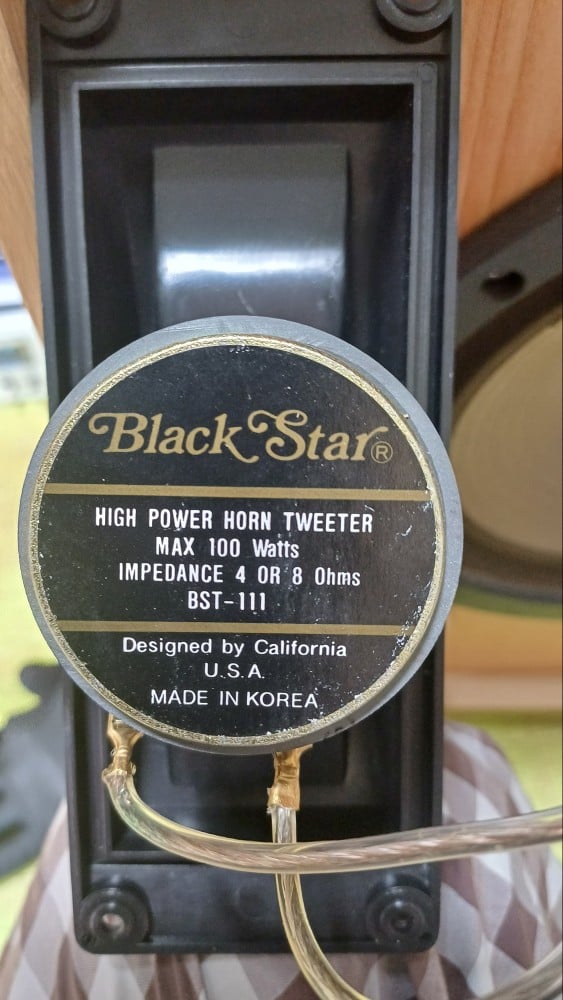 Black Star®
HIGH POWER HORN TWEETER
MAX 100 Watts
IMPEDANCE 4 OR 8 Ohms
BST-111
Designed by California
U.S.A.
MADE IN KOREA